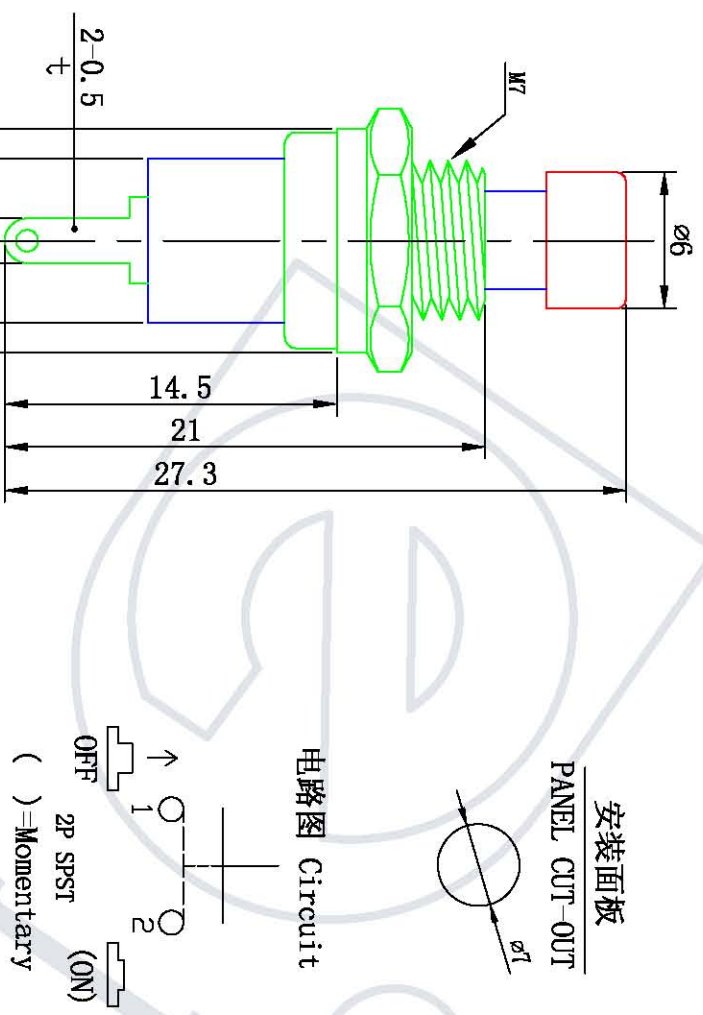 2-0.5
t
M7
ø6
14.5
21
27.3
安装面板
PANEL CUT-OUT
ø7
电路图 Circuit
1
2
OFF
(ON)
2P SPST
( )=Momentary